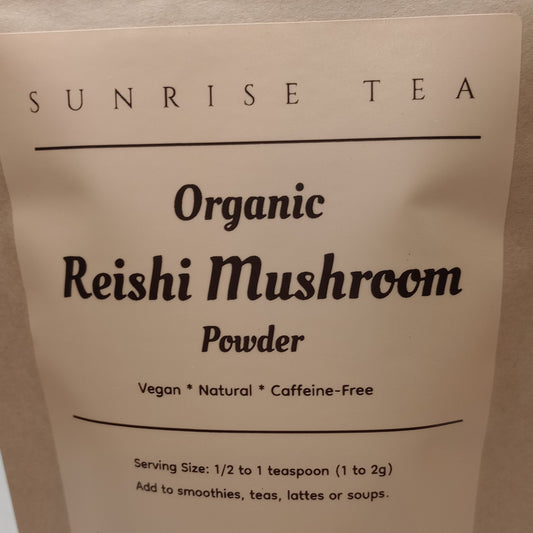 SUNRISE TEA
Organic
Reishi Mushroom
Powder
Vegan * Natural * Caffeine-Free
Serving Size: 1/2 to 1 teaspoon (1 to 2g)
Add to smoothies, teas, lattes or soups.